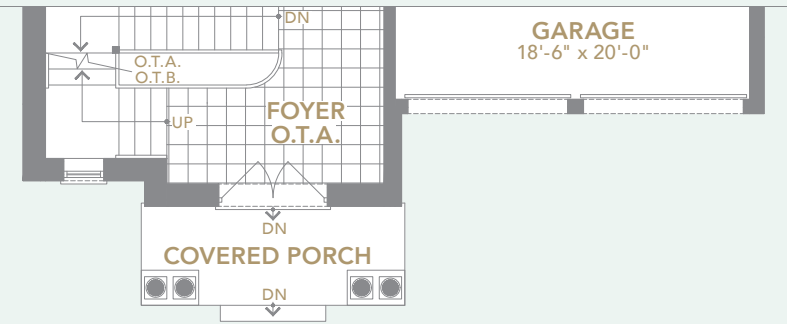 DN
GARAGE
18'-6" x 20'-0"
O.T.A.
O.T.B.
UP
FOYER
O.T.A.
DN
COVERED PORCH
DN